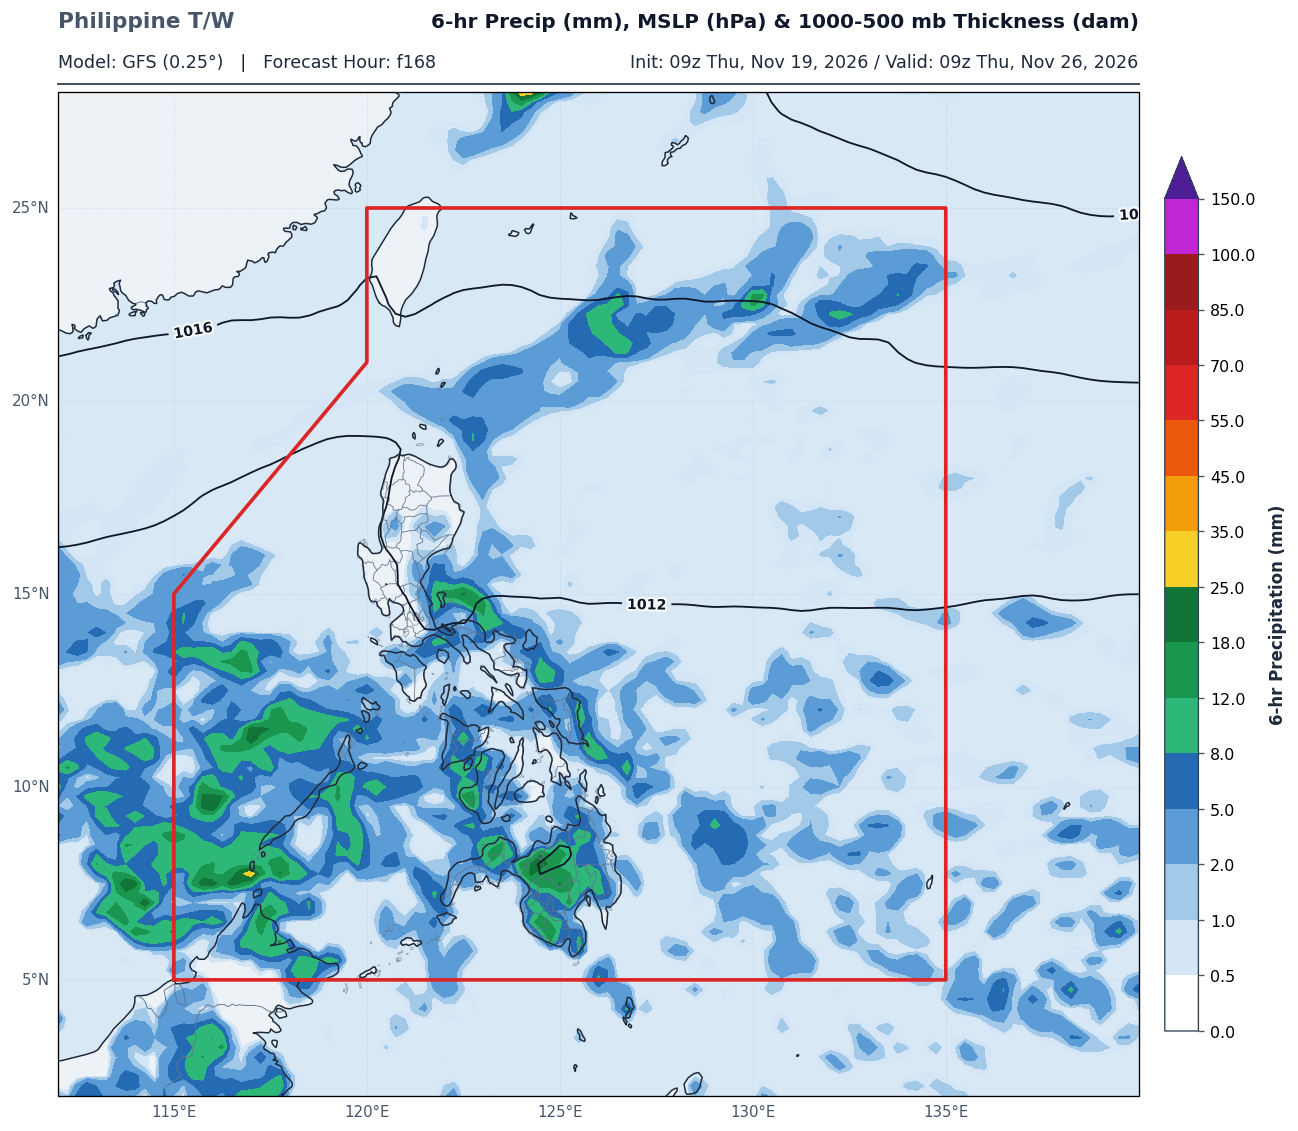 Philippine T/W
6-hr Precip (mm), MSLP (hPa) & 1000-500 mb Thickness (dam)
Model: GFS (0.25°) | Forecast Hour: f168
Init: 09z Thu, Nov 19, 2026 / Valid: 09z Thu, Nov 26, 2026
25°N
20°N
15°N
10°N
5°N
115°E
120°E
125°E
130°E
135°E
1016
10
1012
150.0
100.0
85.0
70.0
55.0
45.0
35.0
25.0
18.0
12.0
8.0
5.0
2.0
1.0
0.5
0.0
6-hr Precipitation (mm)